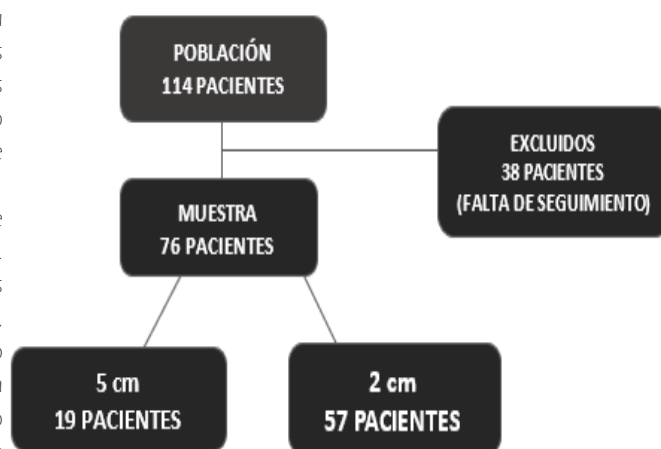 POBLACIÓN
114 PACIENTES
EXCLUIDOS
38 PACIENTES
(FALTA DE SEGUIMIENTO)
MUESTRA
76 PACIENTES
5 cm
19 PACIENTES
2 cm
57 PACIENTES